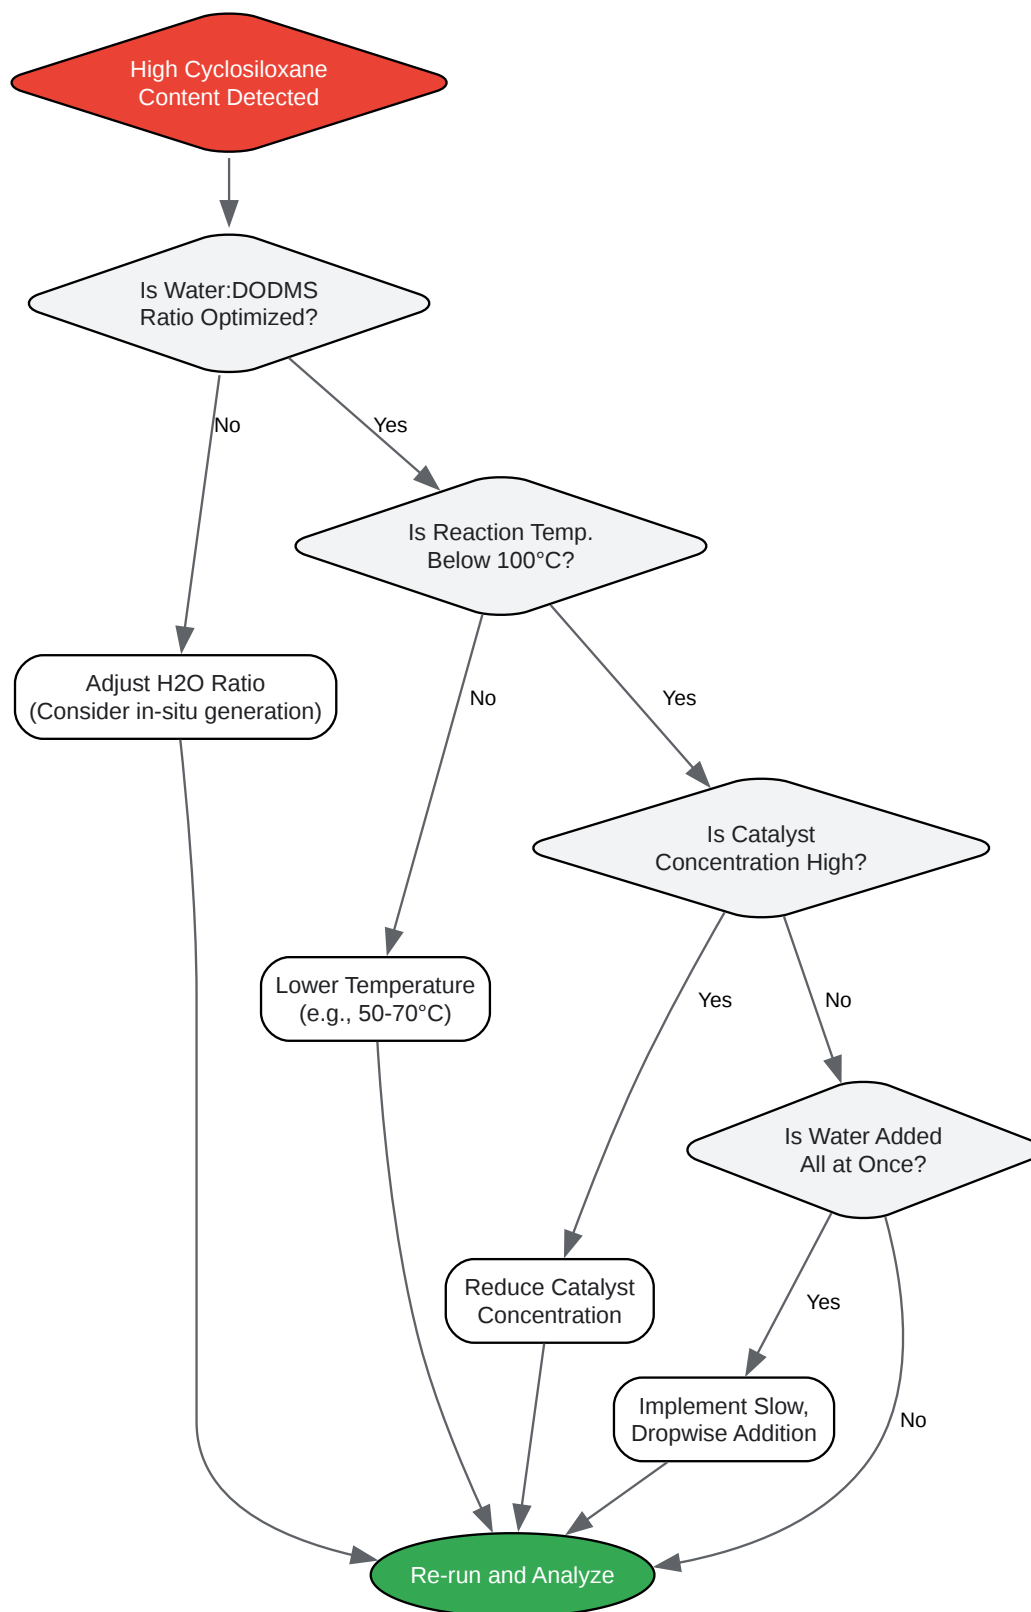 High Cyclosiloxane
Content Detected
Is Water:DODMS
Ratio Optimized?
No
Yes
Is Reaction Temp.
Below 100°C?
Adjust H2O Ratio
(Consider in-situ generation)
No
Yes
Is Catalyst
Concentration High?
Lower Temperature
(e.g., 50-70°C)
Yes
No
Is Water Added
All at Once?
Reduce Catalyst
Concentration
Yes
Implement Slow,
Dropwise Addition
No
Re-run and Analyze